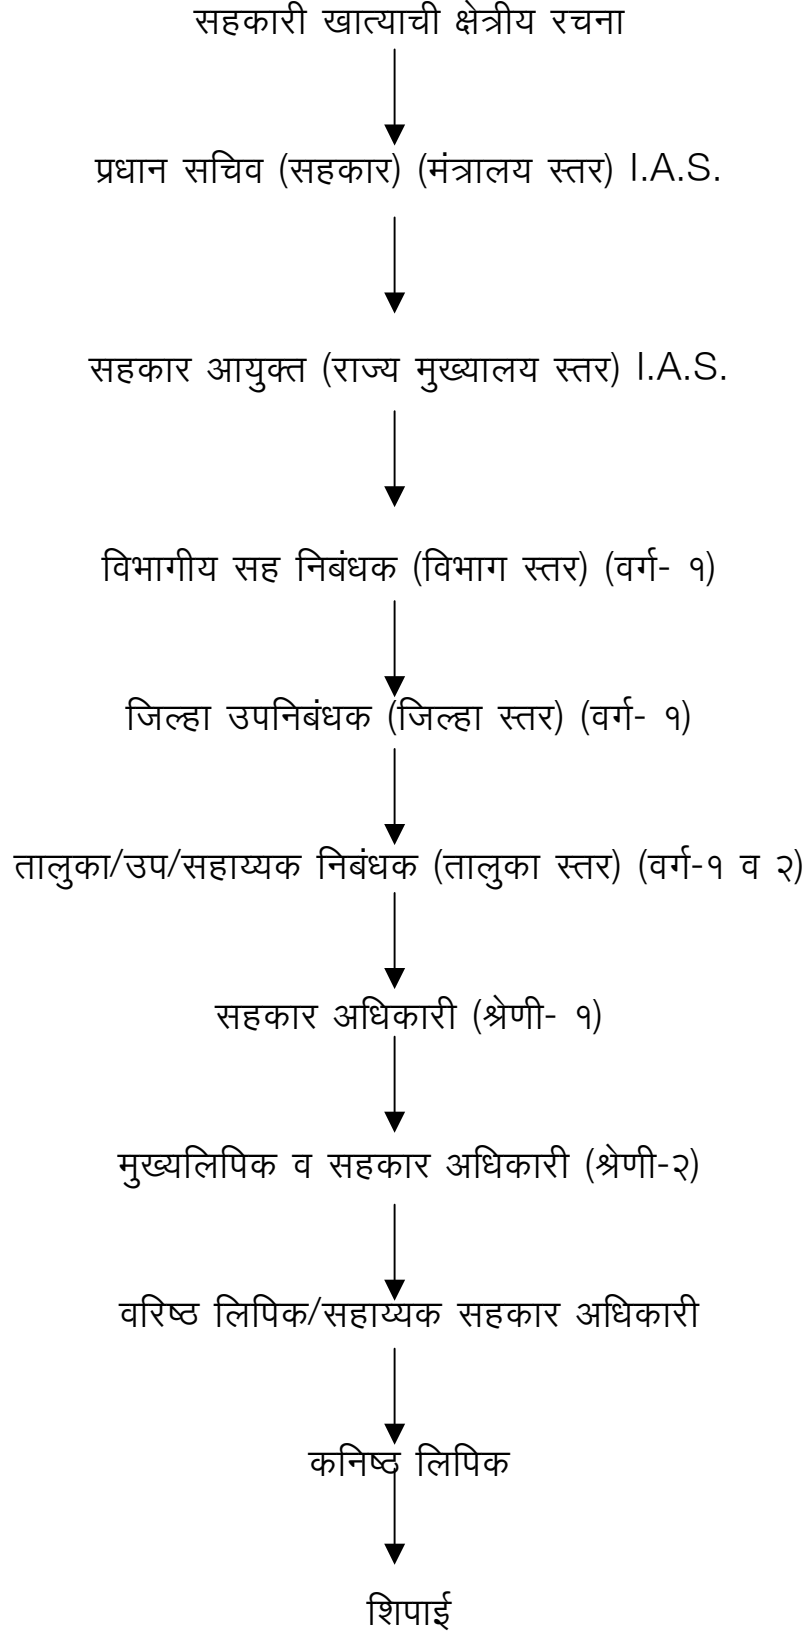 सहकारी खात्याची क्षेत्रीय रचना
प्रधान सचिव (सहकार) (मंत्रालय स्तर) I.A.S.
सहकार आयुक्त (राज्य मुख्यालय स्तर) I.A.S.
विभागीय सह निबंधक (विभाग स्तर) (वर्ग- १)
जिल्हा उपनिबंधक (जिल्हा स्तर) (वर्ग- १)
तालुका/उप/सहाय्यक निबंधक (तालुका स्तर) (वर्ग-१ व २)
सहकार अधिकारी (श्रेणी- १)
मुख्यलिपिक व सहकार अधिकारी (श्रेणी-२)
वरिष्ठ लिपिक/सहाय्यक सहकार अधिकारी
कनिष्ठ लिपिक
शिपाई